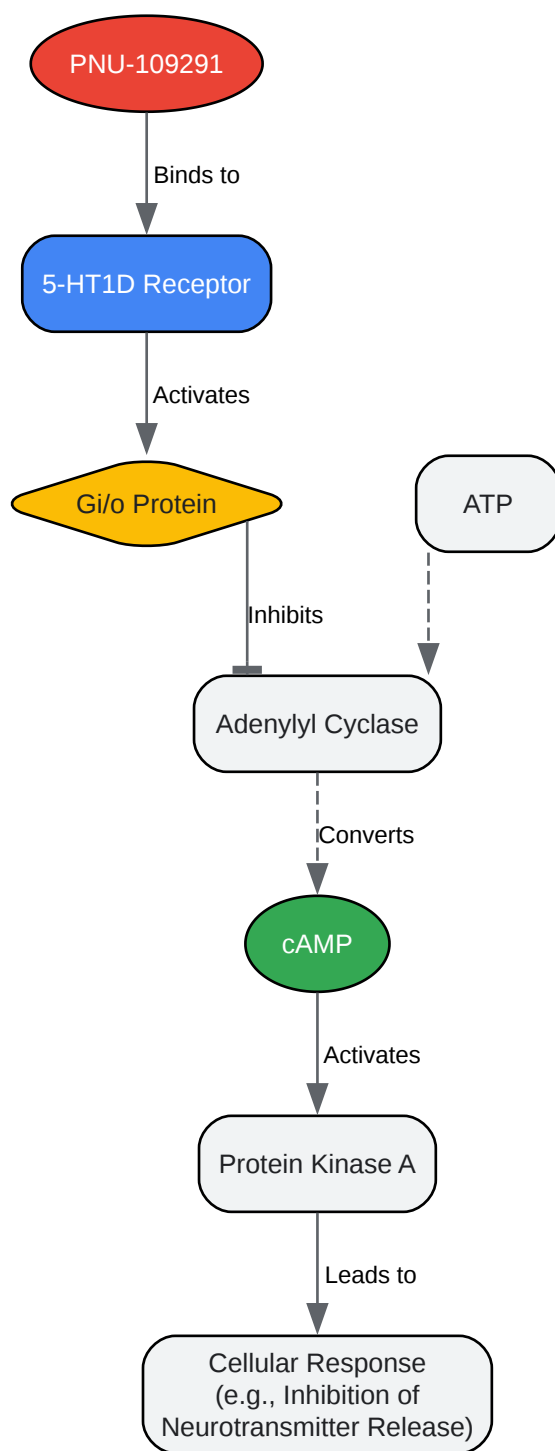 PNU-109291
Binds to
5-HT1D Receptor
Activates
Gi/o Protein
ATP
Inhibits
Adenylyl Cyclase
Converts
cAMP
Activates
Protein Kinase A
Leads to
Cellular Response
(e.g., Inhibition of
Neurotransmitter Release)